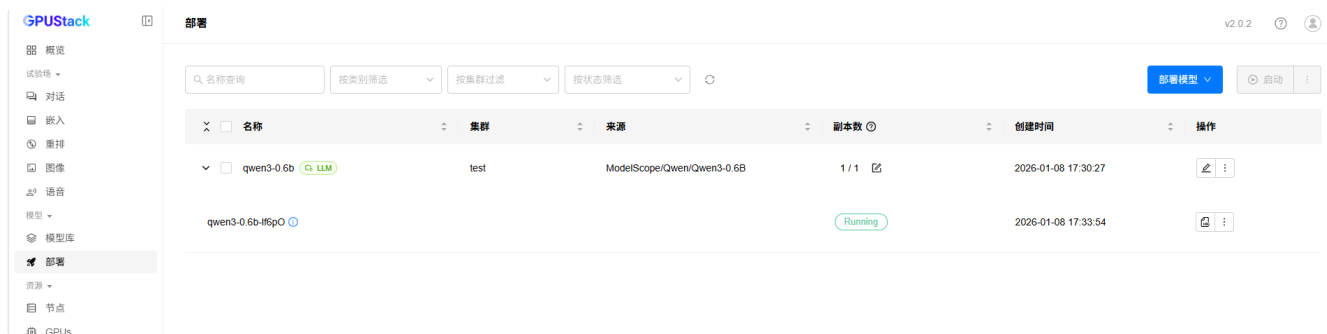 GPUStack
部署
v2.0.2
概览
试验场
对话
嵌入
重排
图像
语音
模型
模型库
部署
资源
节点
GPUs
名称查询
按类别筛选
按集群过滤
按状态筛选
部署模型
启动
名称 集群 来源 副本数 创建时间 操作
qwen3-0.6b LLM test ModelScope/Qwen/Qwen3-0.6B 1 / 1 2026-01-08 17:30:27
qwen3-0.6b-lf6pO Running 2026-01-08 17:33:54